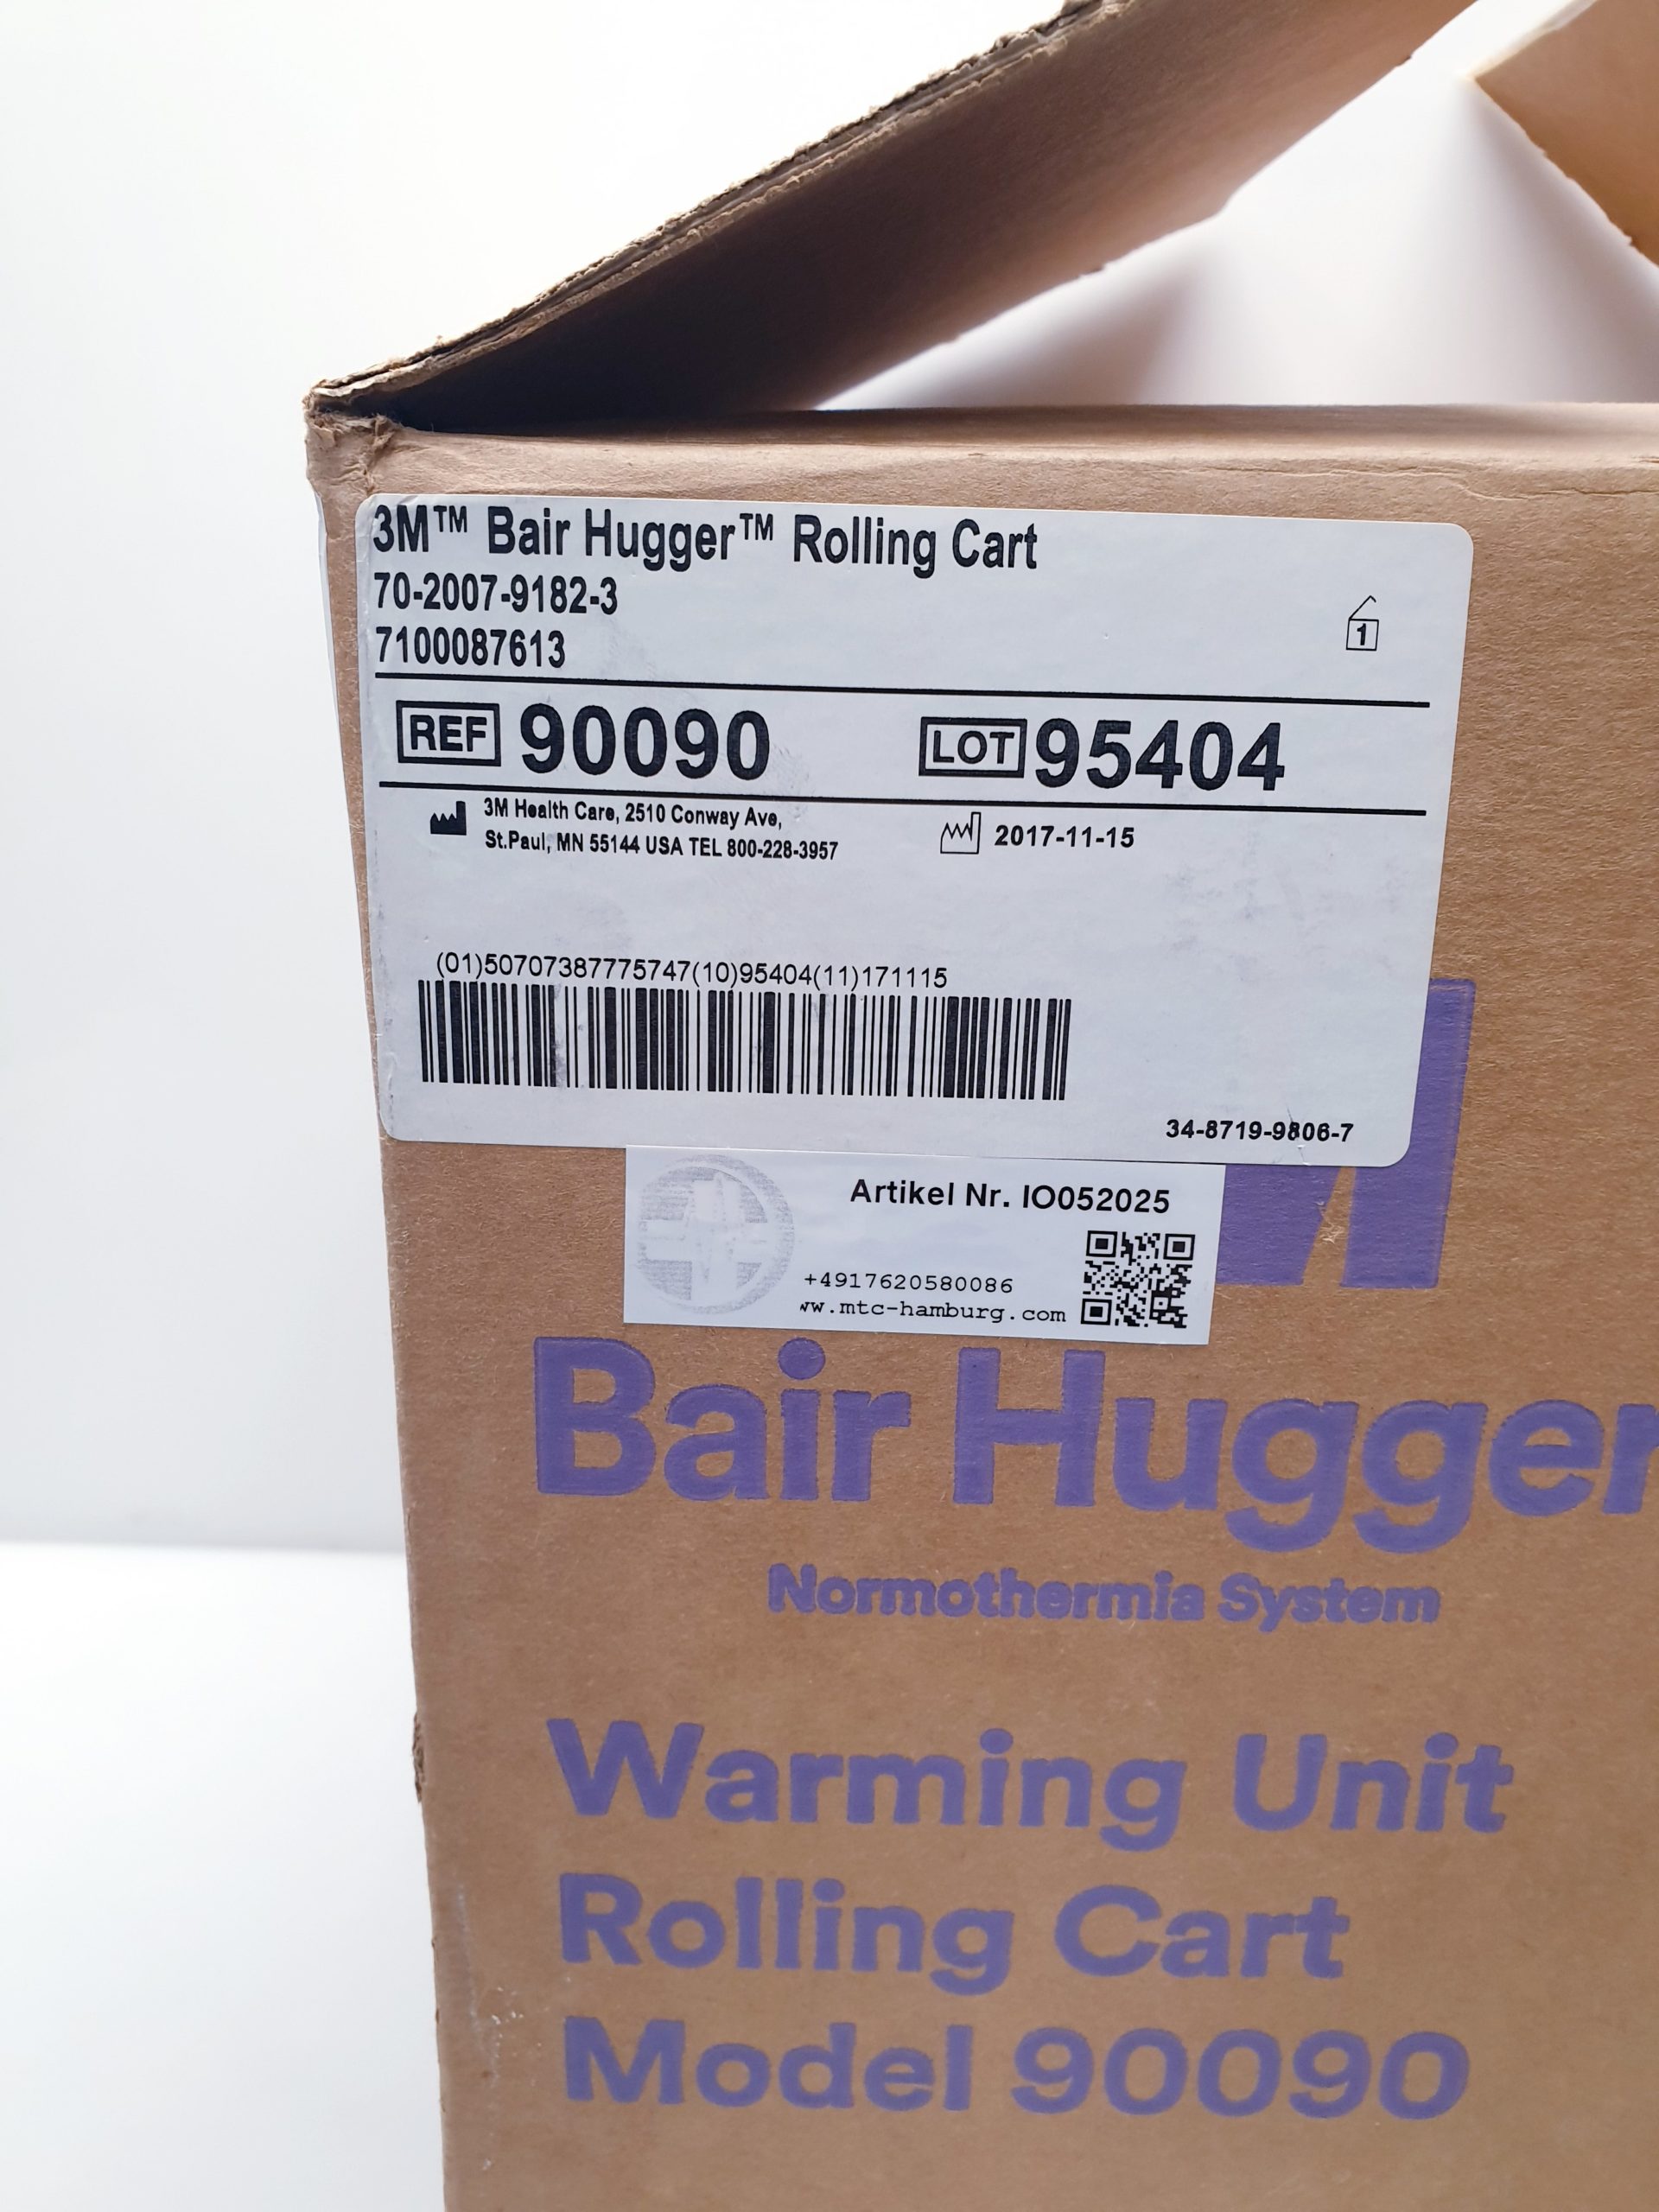 3M™ Bair Hugger™ Rolling Cart
70-2007-9182-3
7100087613
1
REF 90090
LOT 95404
3M Health Care, 2510 Conway Ave,
St.Paul, MN 55144 USA TEL 800-228-3957
2017-11-15
(01)50707387775747(10)95404(11)171115
34-8719-9806-7
Artikel Nr. IO052025
+4917620580086
w.mtc-hamburg.com
Bair Hugger
Normothermia System
Warming Unit
Rolling Cart
Model 90090